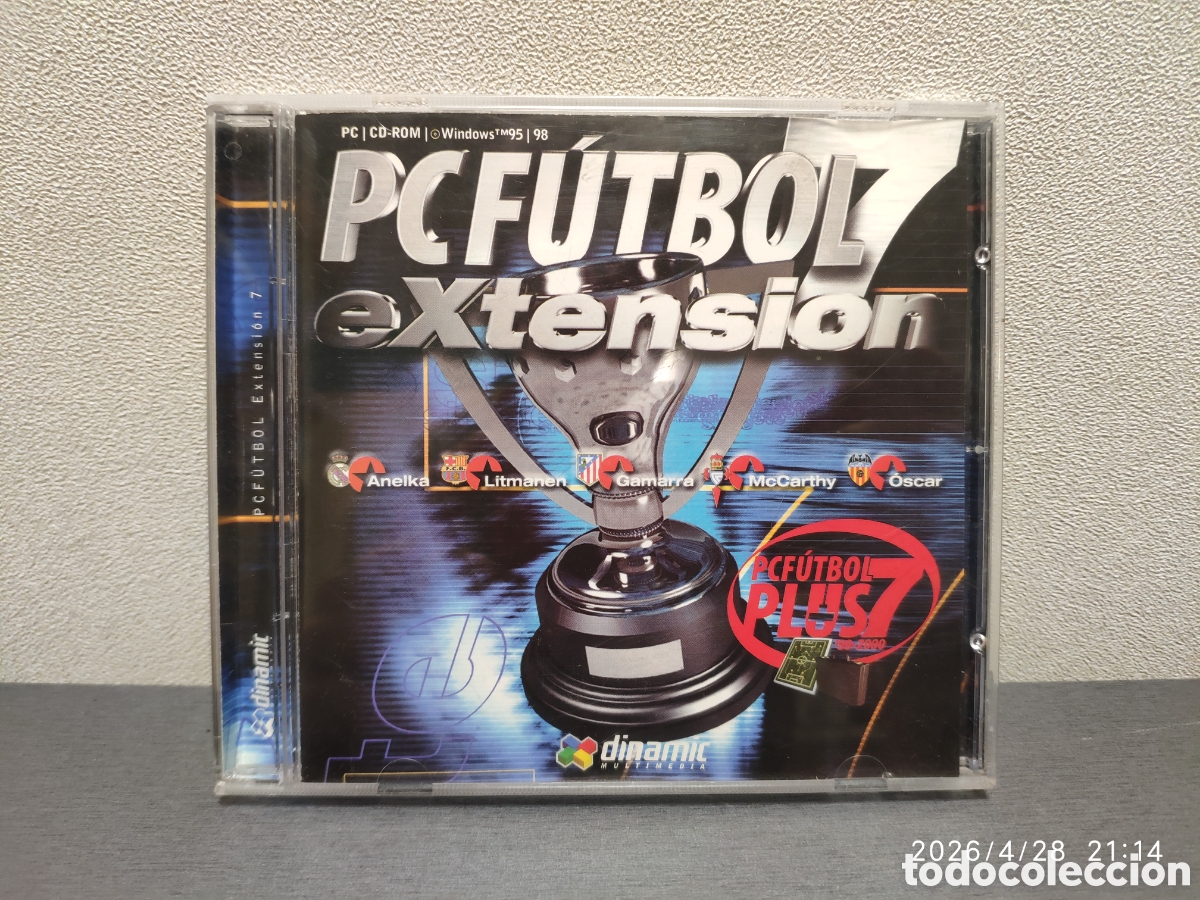 PC | CD-ROM | Windows™95 | 98
PCFÚTBOL 7
eXtension
Anelka Litmanen Gamarra McCarthy Óscar
PCFÚTBOL
PLUS 7
dinamic
MULTIMEDIA
PCFÚTBOL Extensión 7
dinamic
2026/4/28 21:14
todocoleccion